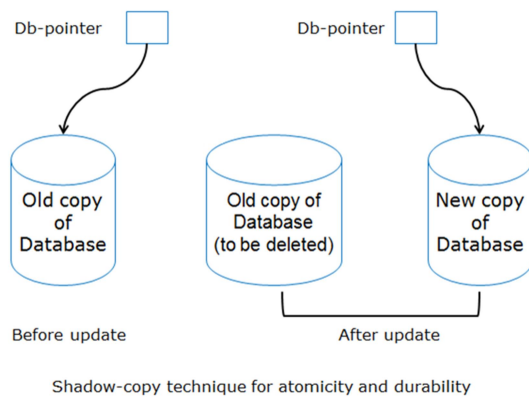 Db-pointer
Db-pointer
Old copy
of
Database
Old copy of
Database
(to be deleted)
New copy
of
Database
Before update
After update
Shadow-copy technique for atomicity and durability